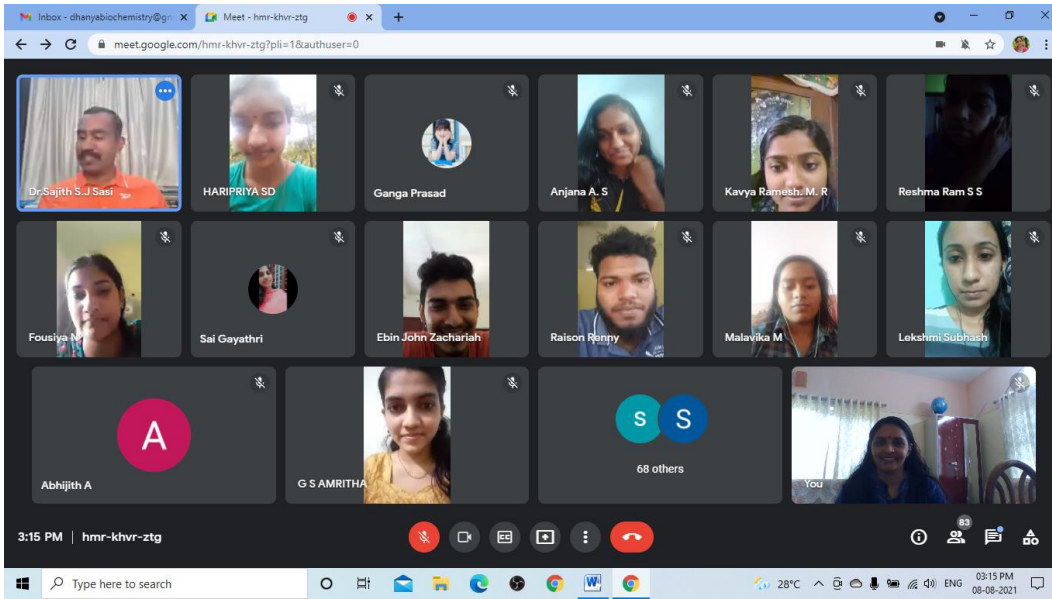 Inbox - dhanyabiochemistry@gm
Meet - hmr-khvr-ztg
meet.google.com/hmr-khvr-ztg?pli=1&authuser=0
Dr.Sajith S.J Sasi
HARIPRIYA SD
Ganga Prasad
Anjana A. S
Kavya Ramesh. M. R
Reshma Ram S S
Fousiya N
Sai Gayathri
Ebin John Zachariah
Raison Renny
Malavika M
Lekshmi Subhash
A
Abhijith A
G S AMRITHA
s S
68 others
You
3:15 PM | hmr-khvr-ztg
CC
83
Type here to search
W
28°C
ENG
03:15 PM
08-08-2021